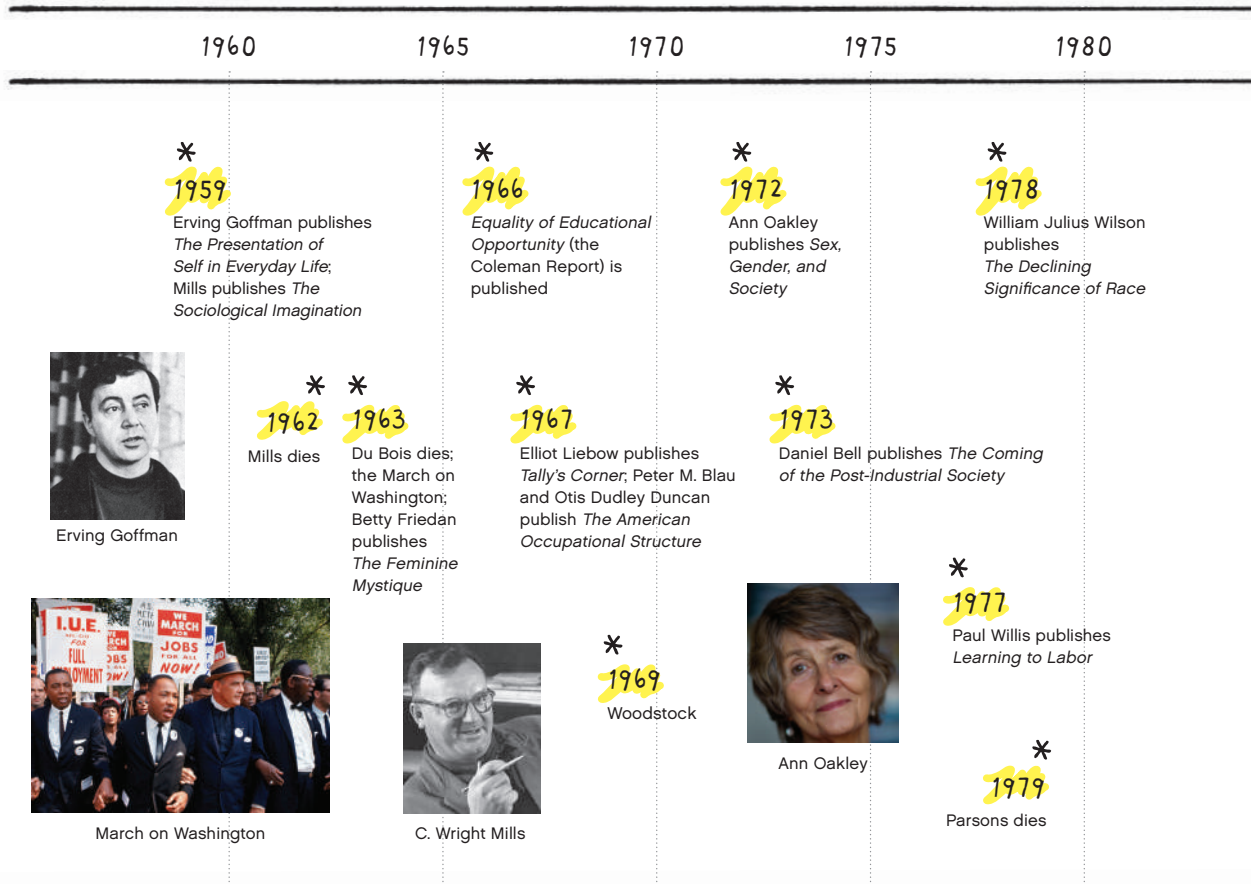 1960
1965
1970
1975
1980
1959
Erving Goffman publishes
The Presentation of
Self in Everyday Life;
Mills publishes The
Sociological Imagination
1966
Equality of Educational
Opportunity (the
Coleman Report) is
published
1972
Ann Oakley
publishes Sex,
Gender, and
Society
1978
William Julius Wilson
publishes
The Declining
Significance of Race
Erving Goffman
1962
Mills dies
1963
Du Bois dies;
the March on
Washington;
Betty Friedan
publishes
The Feminine
Mystique
1967
Elliot Liebow publishes
Tally's Corner; Peter M. Blau
and Otis Dudley Duncan
publish The American
Occupational Structure
1973
Daniel Bell publishes The Coming
of the Post-Industrial Society
1977
Paul Willis publishes
Learning to Labor
I.U.E.
FOR
FULL
EMPLOYMENT
WE
MARCH
FOR
JOBS
FOR ALL
NOW!
March on Washington
C. Wright Mills
1969
Woodstock
Ann Oakley
1979
Parsons dies